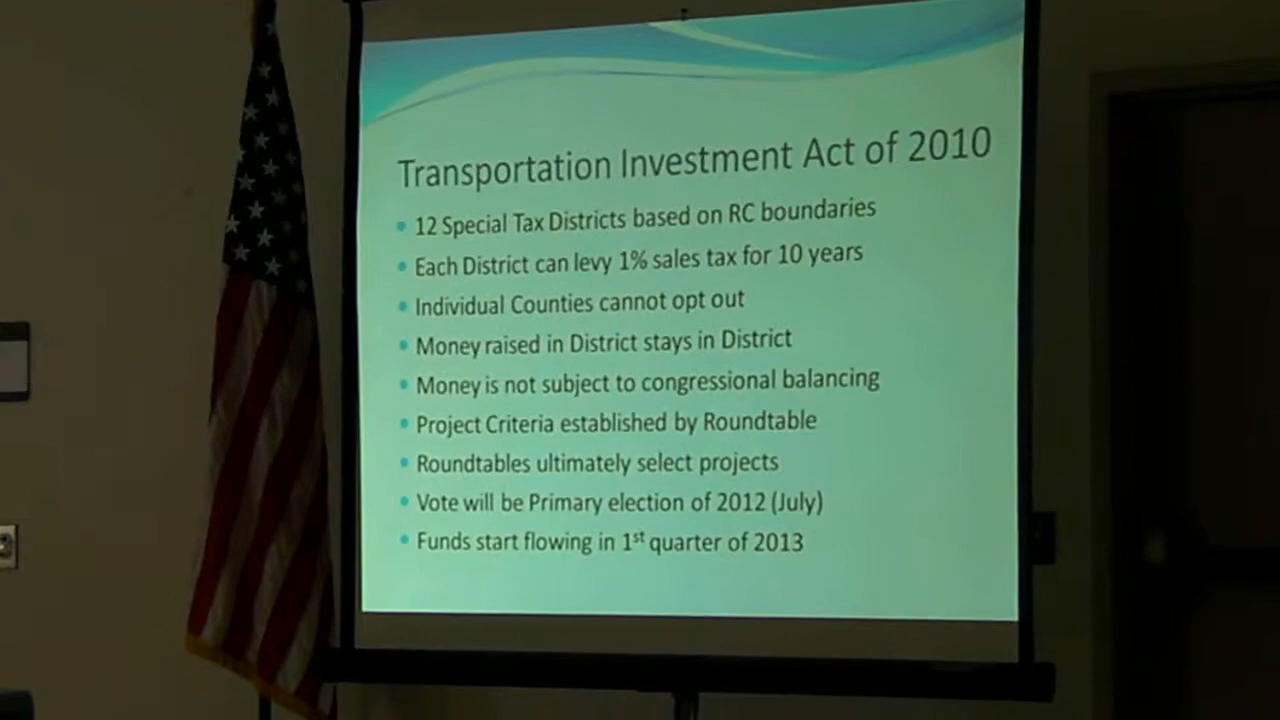 Transportation Investment Act of 2010
12 Special Tax Districts based on RC boundaries
Each District can levy 1% sales tax for 10 years
Individual Counties cannot opt out
Money raised in District stays in District
Money is not subject to congressional balancing
Project Criteria established by Roundtable
Roundtables ultimately select projects
Vote will be Primary election of 2012 (July)
Funds start flowing in 1st quarter of 2013